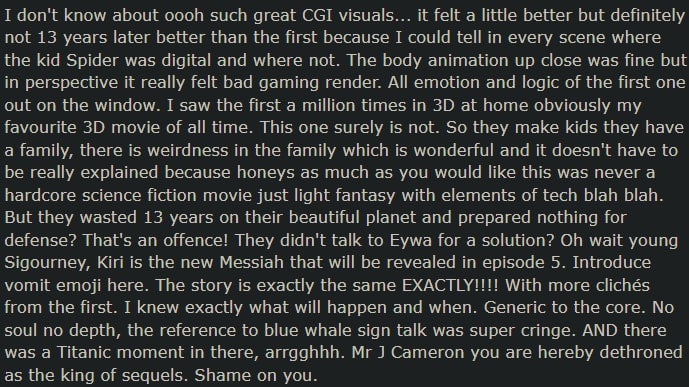 I don't know about oooh such great CGI visuals... it felt a little better but definitely
not 13 years later better than the first because I could tell in every scene where
the kid Spider was digital and where not. The body animation up close was fine but
in perspective it really felt bad gaming render. All emotion and logic of the first one
out on the window. I saw the first a million times in 3D at home obviously my
favourite 3D movie of all time. This one surely is not. So they make kids they have
a family, there is weirdness in the family which is wonderful and it doesn't have to
be really explained because honeys as much as you would like this was never a
hardcore science fiction movie just light fantasy with elements of tech blah blah.
But they wasted 13 years on their beautiful planet and prepared nothing for
defense? That's an offence! They didn't talk to Eywa for a solution? Oh wait young
Sigourney, Kiri is the new Messiah that will be revealed in episode 5. Introduce
vomit emoji here. The story is exactly the same EXACTLY!!!! With more clichés
from the first. I knew exactly what will happen and when. Generic to the core. No
soul no depth, the reference to blue whale sign talk was super cringe. AND there
was a Titanic moment in there, arrgghhh. Mr J Cameron you are hereby dethroned
as the king of sequels. Shame on you.